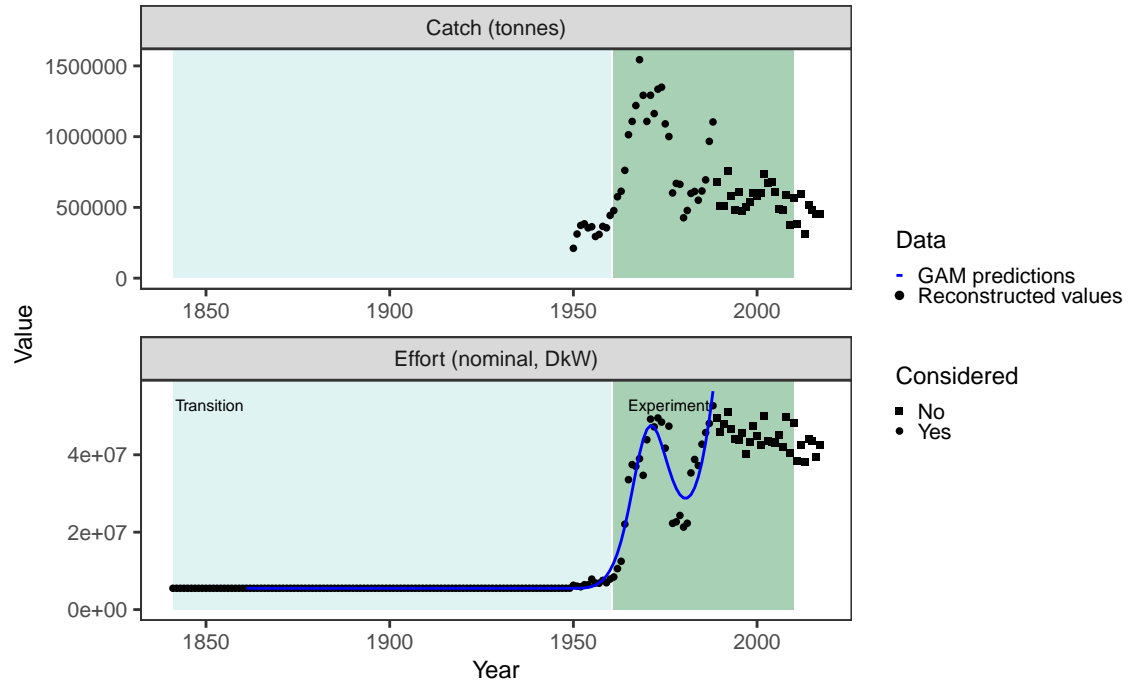 Catch (tonnes)
1500000
1000000
500000
0
1850 1900 1950 2000
Value
Effort (nominal, DkW)
Transition Experiment
4e+07
2e+07
0e+00
1850 1900 1950 2000
Year
Data
GAM predictions
Reconstructed values
Considered
No
Yes